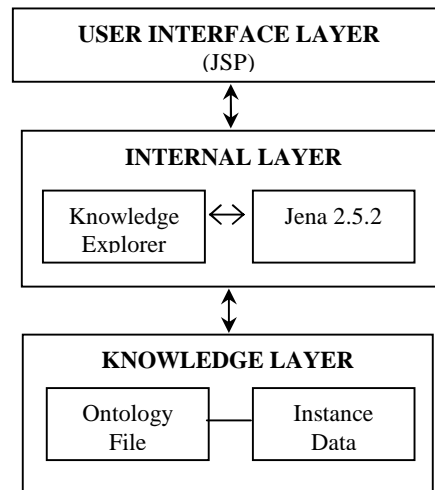 USER INTERFACE LAYER
(JSP)
INTERNAL LAYER
Knowledge
Explorer
Jena 2.5.2
KNOWLEDGE LAYER
Ontology
File
Instance
Data